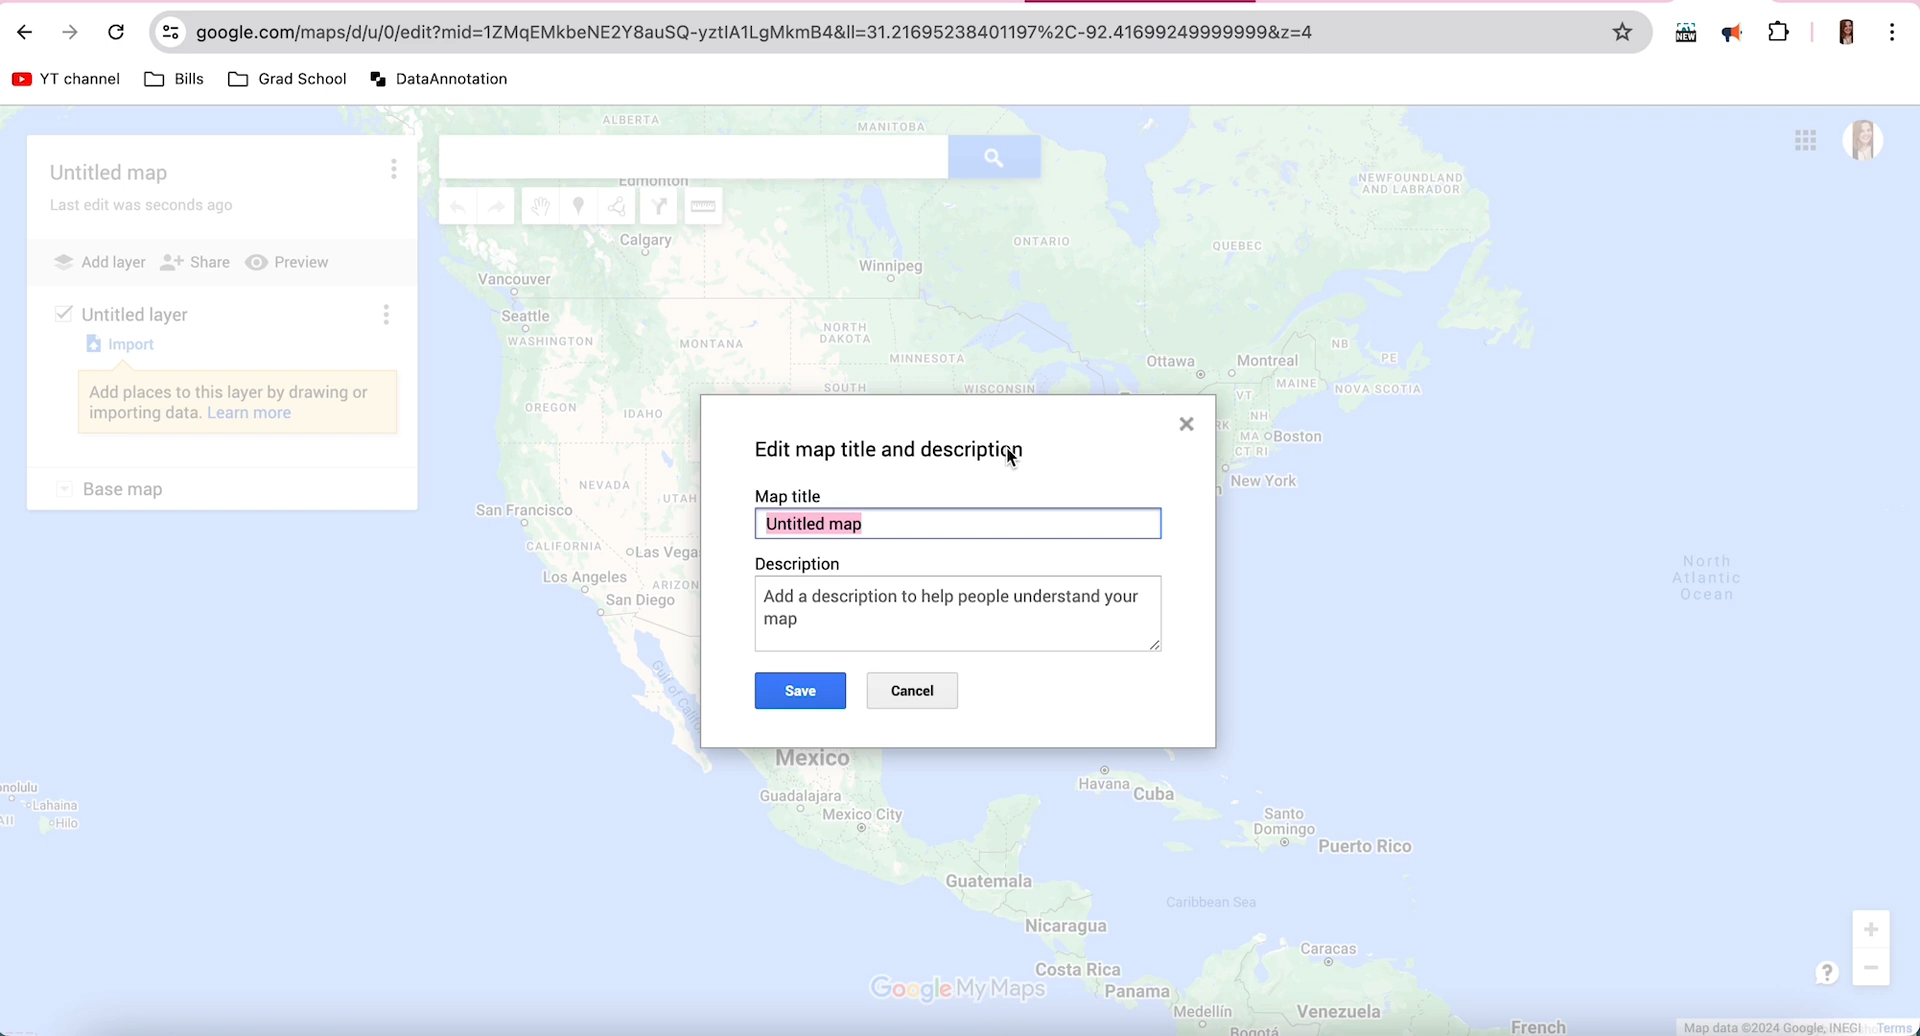 google.com/maps/d/u/0/edit?mid=1ZMqEMkbeNE2Y8auSQ-yztIA1LgMkmB4&ll=31.21695238401197%2C-92.41699249999999&z=4
NEW
YT channel
Bills
Grad School
DataAnnotation
Untitled map
Last edit was seconds ago
Add layer
Share
Preview
Untitled layer
Import
Add places to this layer by drawing or
importing data. Learn more
Base map
ALBERTA
MANITOBA
Edmonton
NEWFOUNDLAND
AND LABRADOR
Calgary
ONTARIO
QUEBEC
Vancouver
Winnipeg
Seattle
WASHINGTON
MONTANA
NORTH
DAKOTA
MINNESOTA
NB
PE
Ottawa
Montreal
MAINE
NOVA SCOTIA
SOUTH
WISCONSIN
OREGON
IDAHO
VT
NH
MA
Boston
CT RI
New York
NEVADA
UTAH
San Francisco
CALIFORNIA
Las Vega
Los Angeles
ARIZON
San Diego
North
Atlantic
Ocean
Gulf of Califo
Edit map title and description
Map title
Untitled map
Description
Add a description to help people understand your
map
Save
Cancel
Mexico
Guadalajara
Mexico City
Havana
Cuba
Santo
Domingo
Puerto Rico
onolulu
Lahaina
Hilo
Guatemala
Caribbean Sea
Nicaragua
Caracas
Costa Rica
Panama
Google My Maps
Medellín
Venezuela
Bogotá
French
Map data ©2024 Google, INEGI
Terms